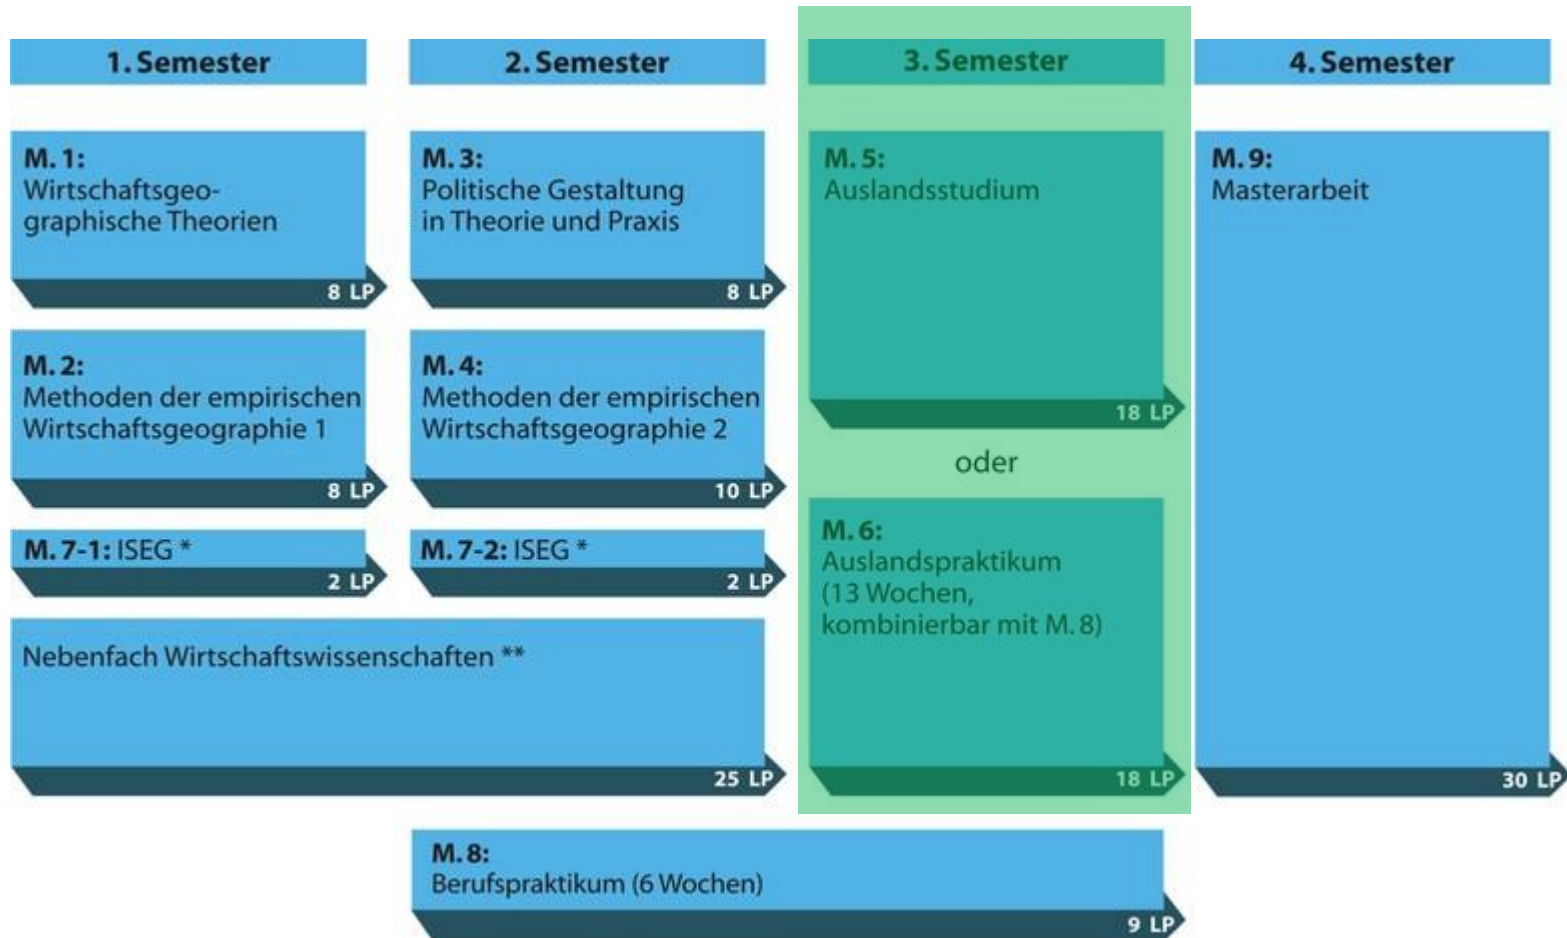 1. Semester
2. Semester
3. Semester
4. Semester
M. 1:
Wirtschaftsgeo-
graphische Theorien
8 LP
M. 3:
Politische Gestaltung
in Theorie und Praxis
8 LP
M. 5:
Auslandsstudium
18 LP
M. 9:
Masterarbeit
30 LP
M. 2:
Methoden der empirischen
Wirtschaftsgeographie 1
8 LP
M. 4:
Methoden der empirischen
Wirtschaftsgeographie 2
10 LP
oder
M. 7-1: ISEG *
2 LP
M. 7-2: ISEG *
2 LP
M. 6:
Auslandspraktikum
(13 Wochen,
kombinierbar mit M. 8)
18 LP
Nebenfach Wirtschaftswissenschaften **
25 LP
M. 8:
Berufspraktikum (6 Wochen)
9 LP